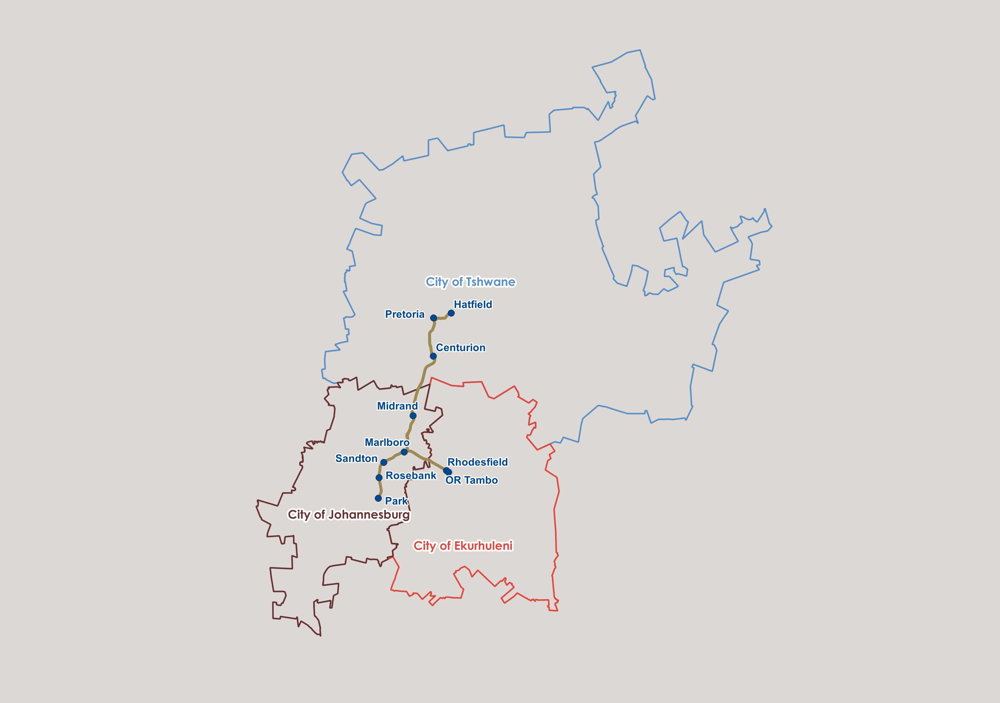 City of Tshwane
Hatfield
Pretoria
Centurion
Midrand
Marlboro
Sandton
Rhodesfield
Rosebank
OR Tambo
Park
City of Johannesburg
City of Ekurhuleni